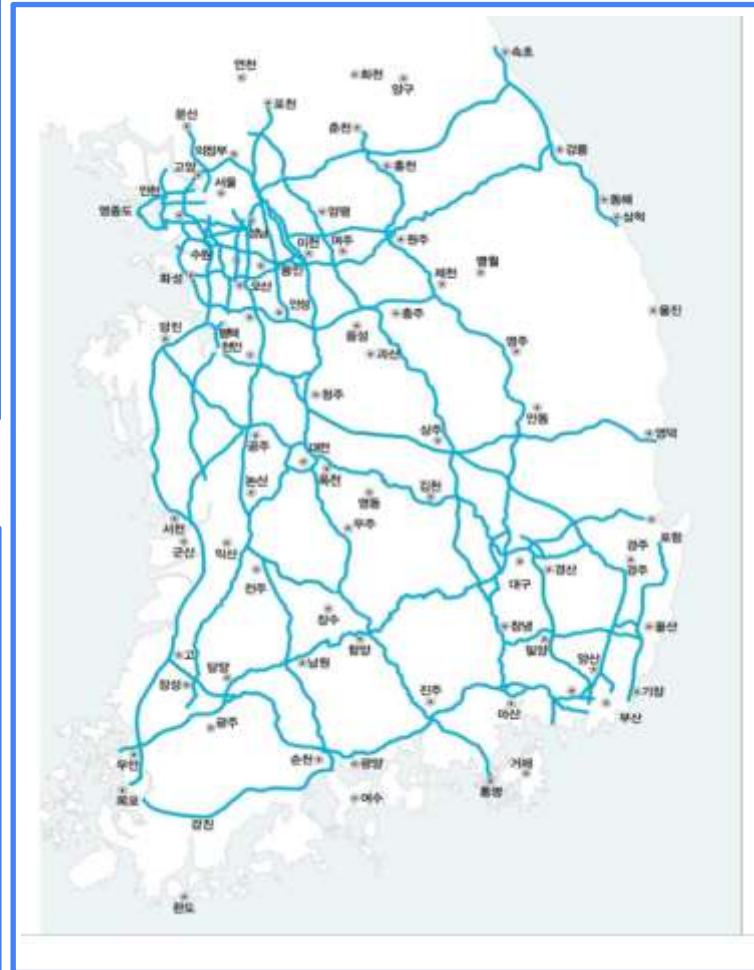 속초
연천
화천
양구
포천
문산
춘천
의정부
강릉
홍천
고양
서울
인천
동해
영종도
양평
삼척
성남
수원
이천
여주
원주
용인
화성
오산
제천
안성
충주
울진
당진
평택
음성
천안
괴산
영주
청주
안동
상주
영덕
공주
대전
옥천
김천
논산
영동
서천
무주
포항
군산
익산
경주
경주
대구
경산
전주
장수
창녕
울산
함양
밀양
고
남원
양산
담양
장성
진주
기장
마산
부산
광주
무안
순천
광양
거제
통영
목포
여수
강진
완도